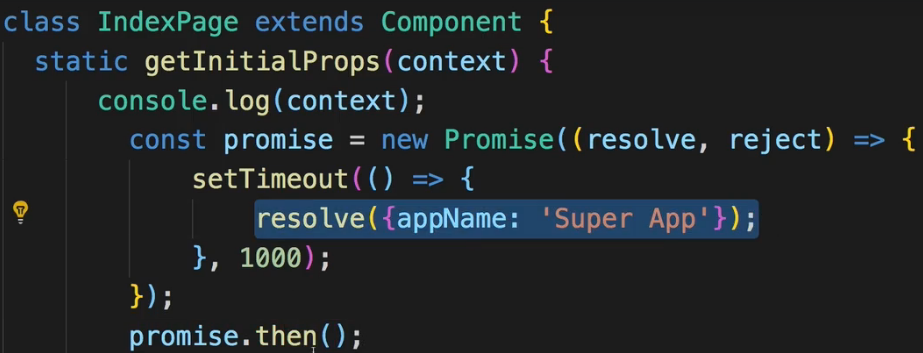 class IndexPage extends Component {
static getInitialProps(context) {
console.log(context);
const promise = new Promise((resolve, reject) => {
setTimeout(() => {
resolve({appName: 'Super App'});
}, 1000);
});
promise.then();